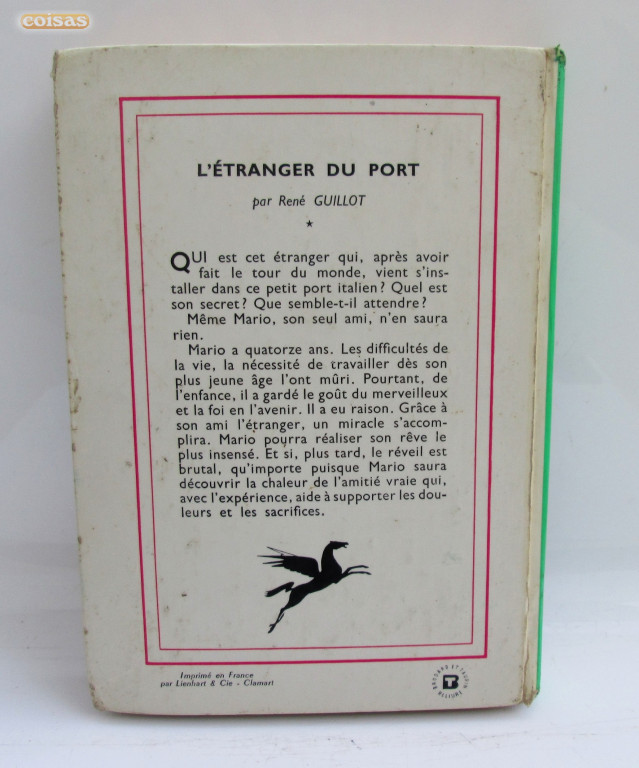 coisas
L'ÉTRANGER DU PORT
par René GUILLOT
★
QUI est cet étranger qui, après avoir
fait le tour du monde, vient s'ins-
taller dans ce petit port italien? Quel est
son secret? Que semble-t-il attendre?
Même Mario, son seul ami, n'en saura
rien.
Mario a quatorze ans. Les difficultés de
la vie, la nécessité de travailler dès son
plus jeune âge l'ont mûri. Pourtant, de
l'enfance, il a gardé le goût du merveilleux
et la foi en l'avenir. Il a eu raison. Grâce à
son ami l'étranger, un miracle s'accom-
plira. Mario pourra réaliser son rêve le
plus insensé. Et si, plus tard, le réveil est
brutal, qu'importe puisque Mario saura
découvrir la chaleur de l'amitié vraie qui,
avec l'expérience, aide à supporter les dou-
leurs et les sacrifices.
Imprimé en France
par Lienhart & Cie - Clamart
BRODARD ET TAUPIN
RELIURE